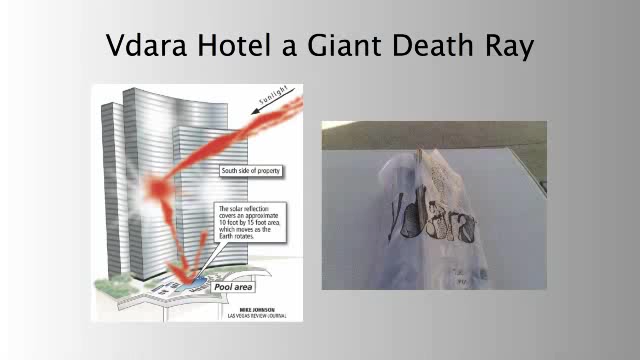 Vdara Hotel a Giant Death Ray
Sunlight
South side of property
The solar reflection
covers an approximate
10 foot by 15 foot area,
which moves as the
Earth rotates.
Pool area
MIKE JOHNSON
LAS VEGAS REVIEW JOURNAL
Vdara